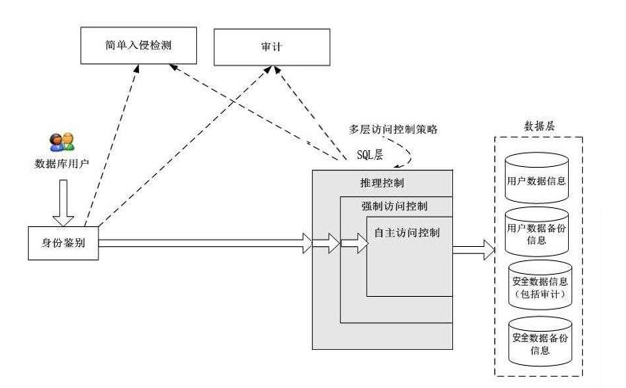 简单入侵检测
审计
多层访问控制策略
SQL层
数据层
数据库用户
推理控制
用户数据信息
强制访问控制
自主访问控制
用户数据备份
信息
身份鉴别
安全数据信息
（包括审计）
安全数据备份
信息